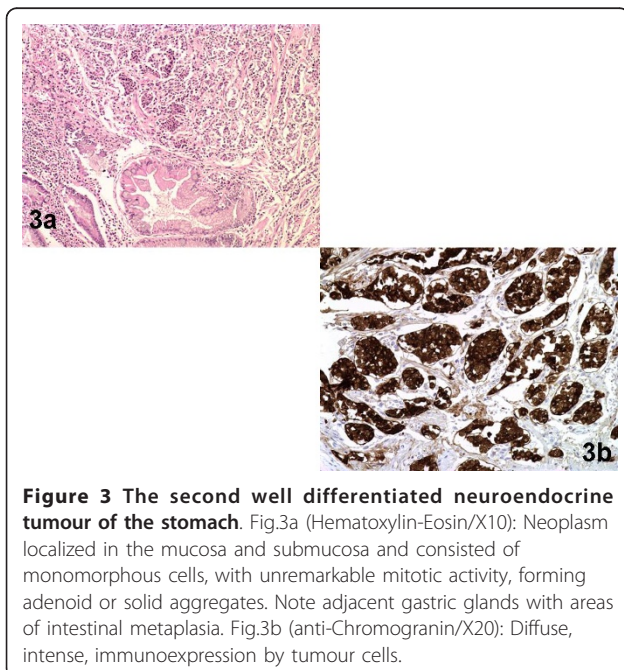 3a
3b
Figure 3 The second well differentiated neuroendocrine
tumour of the stomach. Fig.3a (Hematoxylin-Eosin/X10): Neoplasm
localized in the mucosa and submucosa and consisted of
monomorphous cells, with unremarkable mitotic activity, forming
adenoid or solid aggregates. Note adjacent gastric glands with areas
of intestinal metaplasia. Fig.3b (anti-Chromogranin/X20): Diffuse,
intense, immunoexpression by tumour cells.